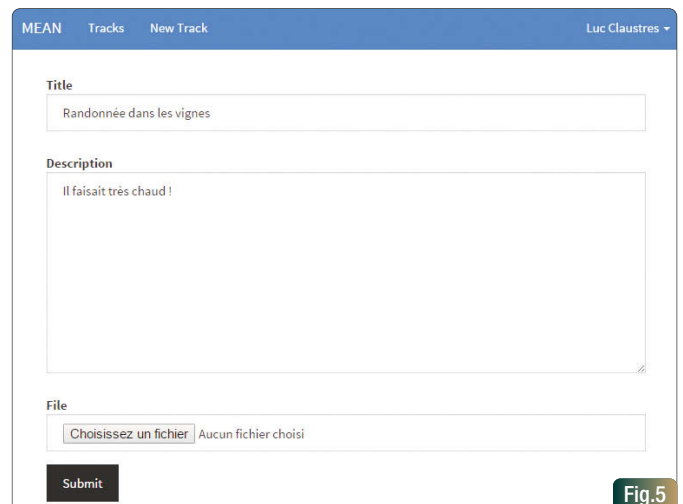 MEAN Tracks New Track Luc Claustres
Title
Randonnée dans les vignes
Description
Il faisait très chaud !
File
Choisissez un fichier Aucun fichier choisi
Submit
Fig.5